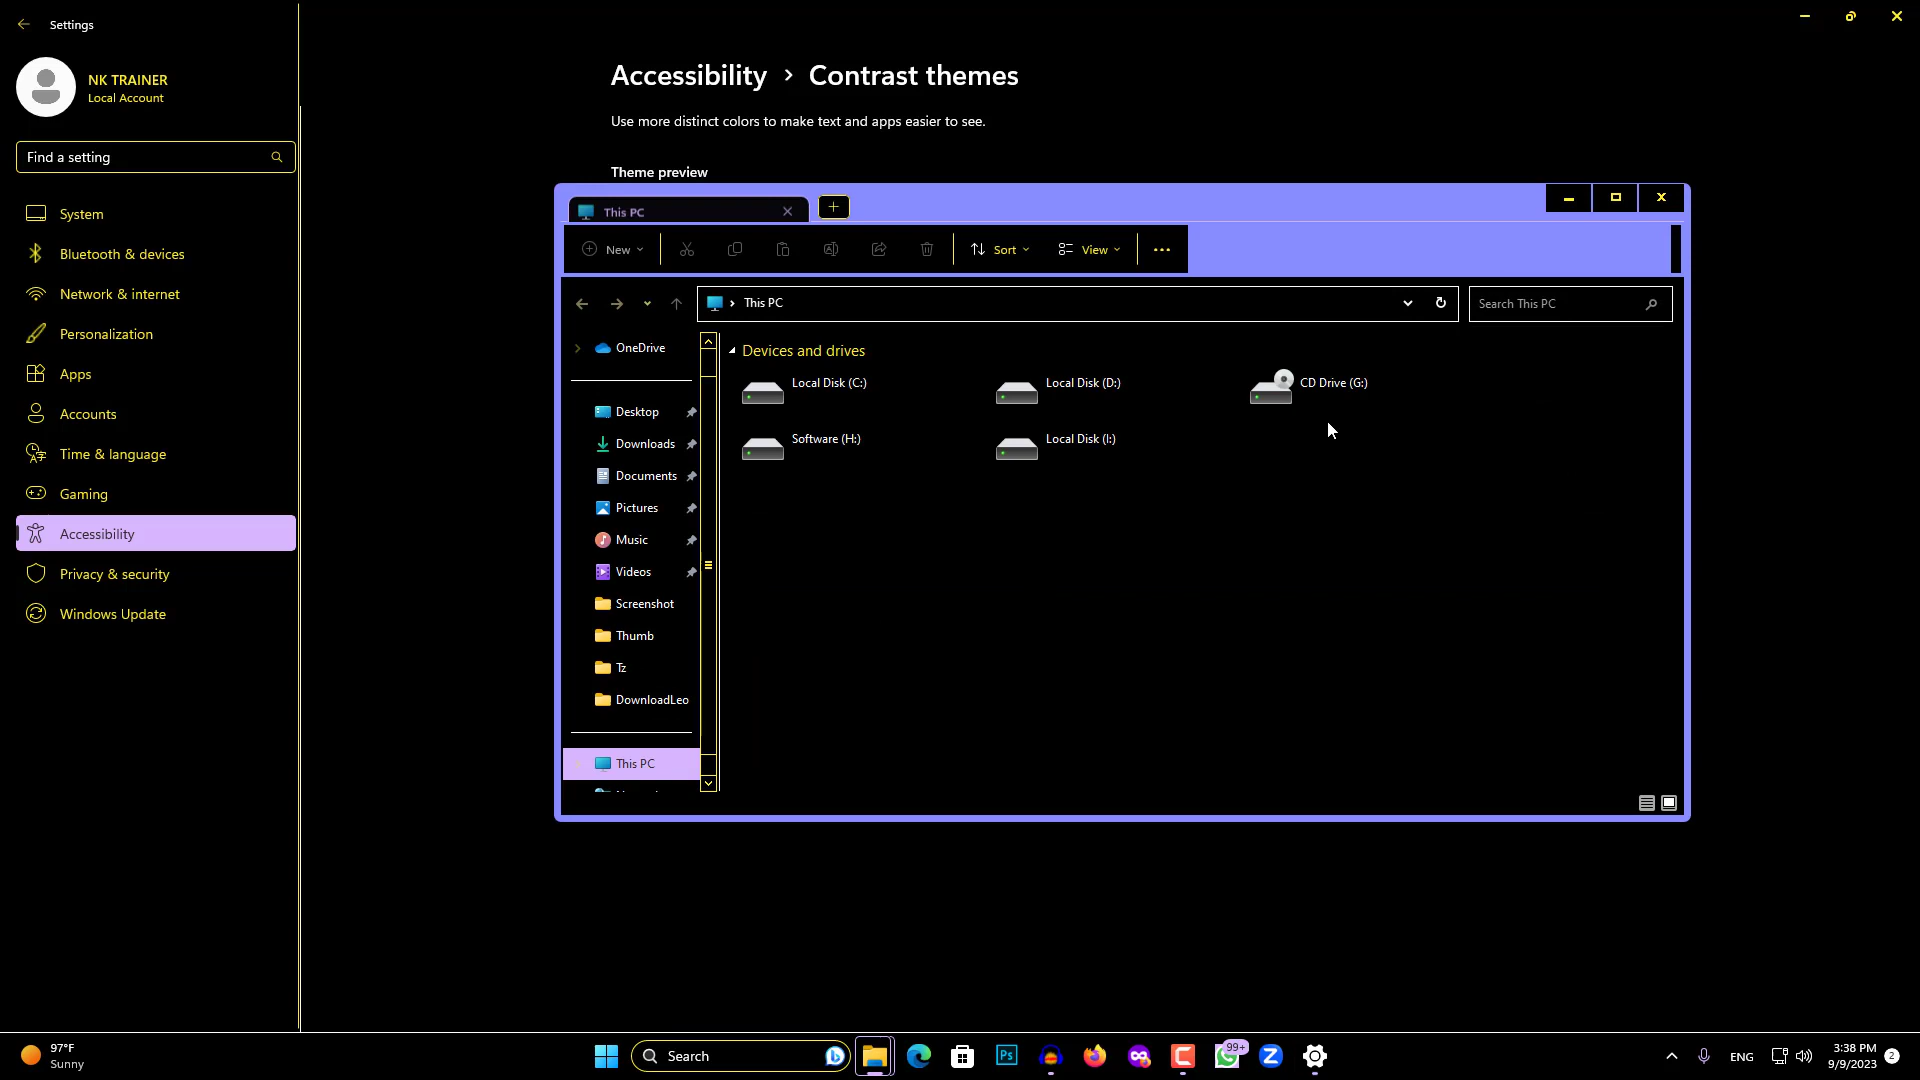 Settings
NK TRAINER
Local Account
Find a setting
System
Bluetooth & devices
Network & internet
Personalization
Apps
Accounts
Time & language
Gaming
Accessibility
Privacy & security
Windows Update
Accessibility › Contrast themes
Use more distinct colors to make text and apps easier to see.
Theme preview
This PC
New
Sort
View
This PC
Search This PC
OneDrive
Desktop
Downloads
Documents
Pictures
Music
Videos
Screenshot
Thumb
Tz
DownloadLeo
This PC
Devices and drives
Local Disk (C:)
Local Disk (D:)
CD Drive (G:)
Software (H:)
Local Disk (I:)
97°F
Sunny
Search
Ps
99+
ENG
3:38 PM
9/9/2023
2